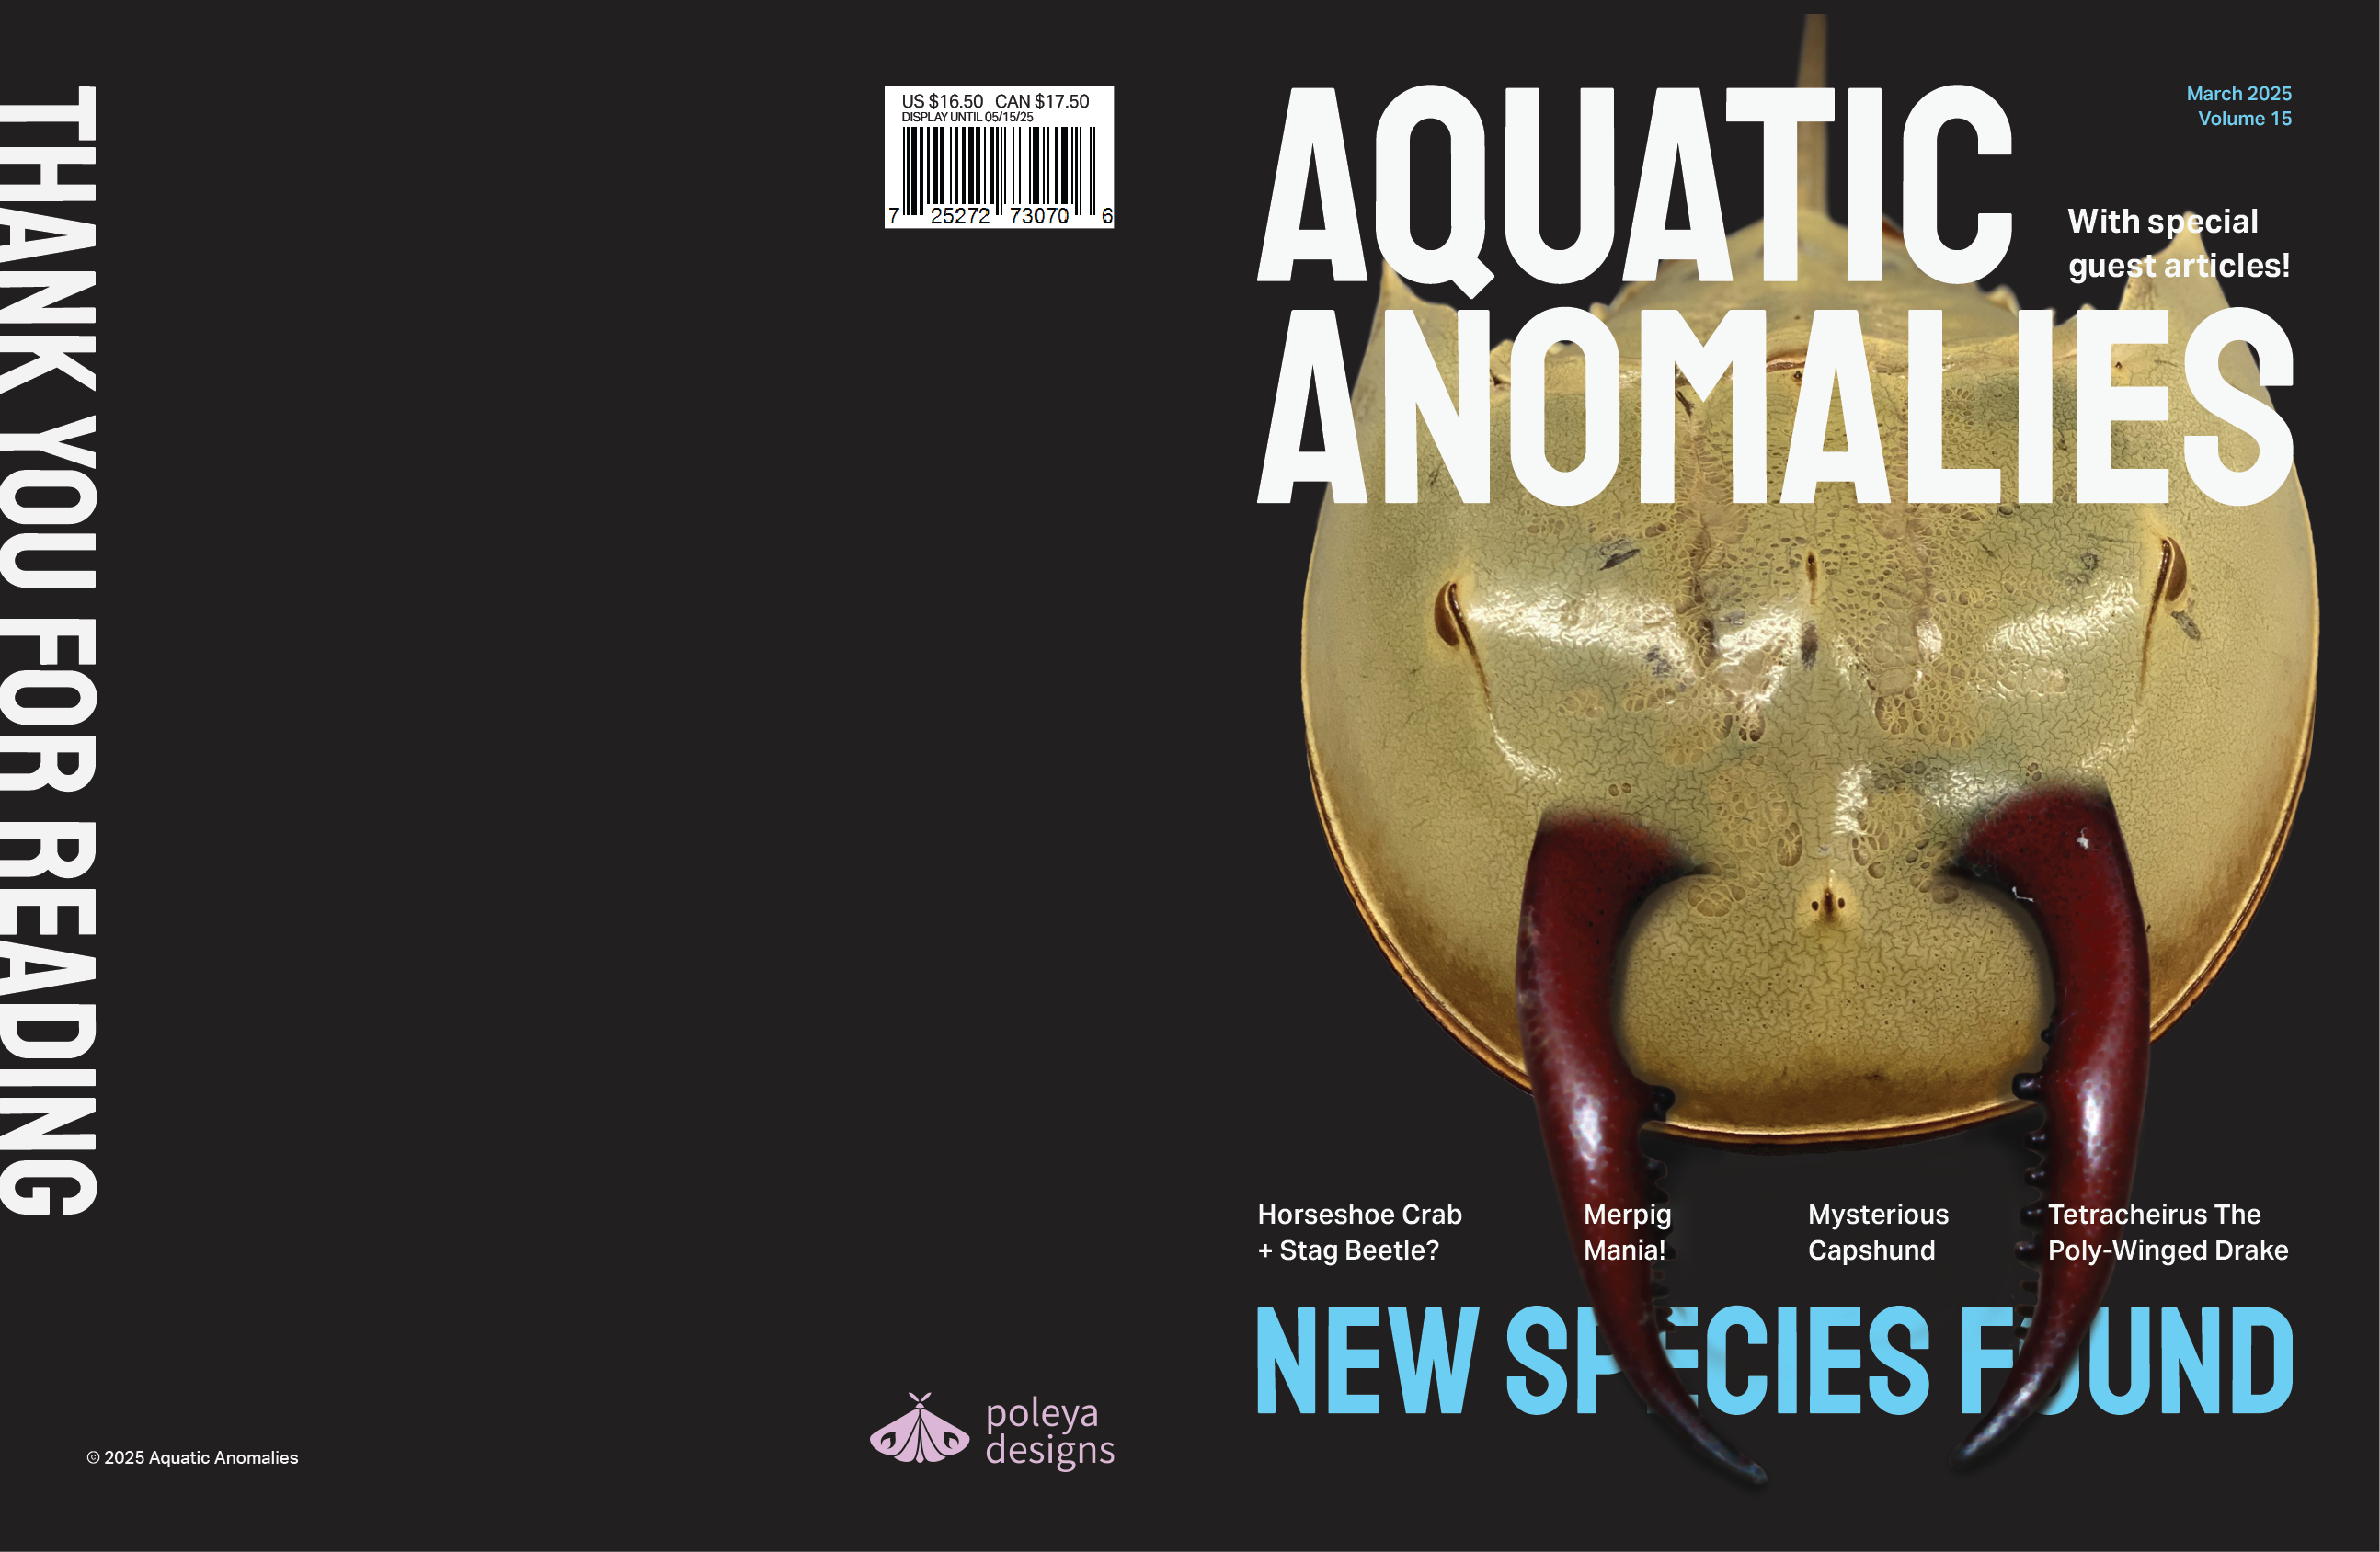 THANK YOU FOR READING
US $16.50 CAN $17.50
DISPLAY UNTIL 05/15/25
7 25272 73070 6
© 2025 Aquatic Anomalies
poleya
designs
AQUATIC
ANOMALIES
March 2025
Volume 15
With special
guest articles!
Horseshoe Crab
+ Stag Beetle?
Merpig
Mania!
Mysterious
Capshund
Tetracheirus The
Poly-Winged Drake
NEW SPECIES FOUND